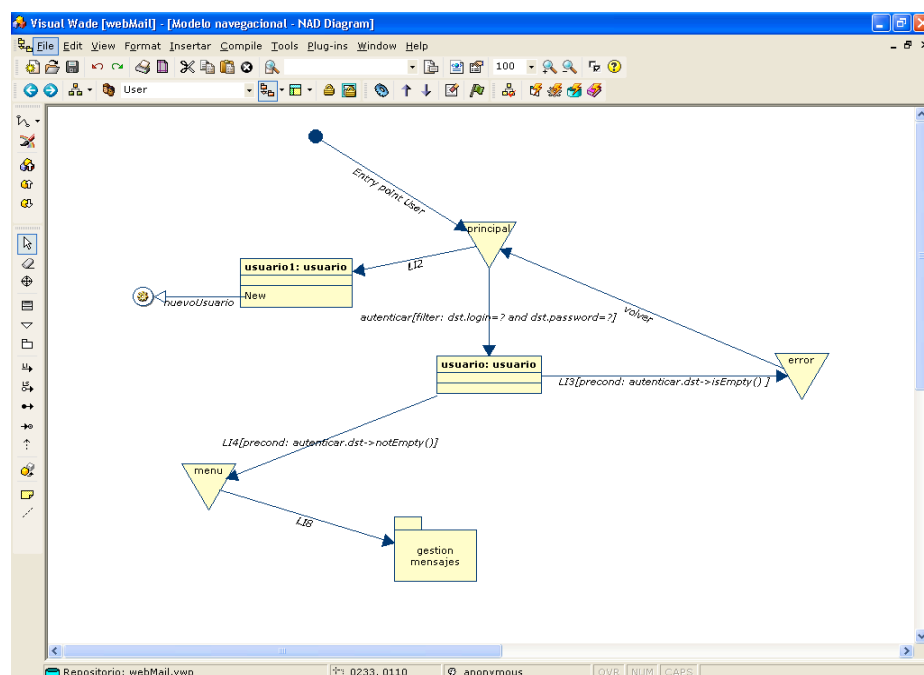 Visual Wade [webMail] - [Modelo navegacional - NAD Diagram]
File Edit View Format Insertar Compile Tools Plug-ins Window Help
100
User
Entry point User
principal
LI2
usuario1: usuario
New
nuevoUsuario
autenticar[filter: dst.login=? and dst.password=?]
volver
usuario: usuario
error
LI3[precond: autenticar.dst->isEmpty() ]
LI4[precond: autenticar.dst->notEmpty()]
menu
LI8
gestion
mensajes
Repositorio: webMail.vwp 0233, 0110 anonymous OVR NUM CAPS